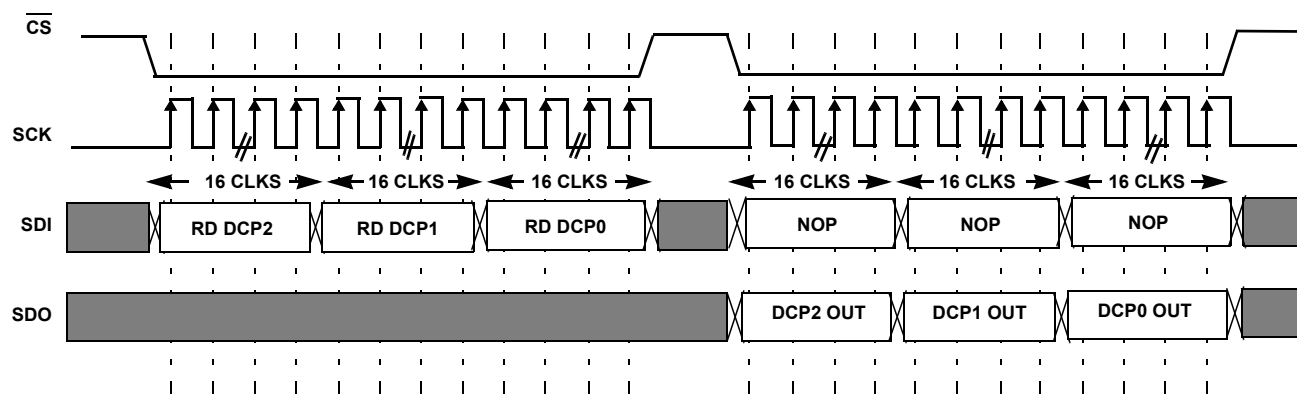 CS
SCK
16 CLKS 16 CLKS 16 CLKS 16 CLKS 16 CLKS 16 CLKS
SDI RD DCP2 RD DCP1 RD DCP0 NOP NOP NOP
SDO DCP2 OUT DCP1 OUT DCP0 OUT